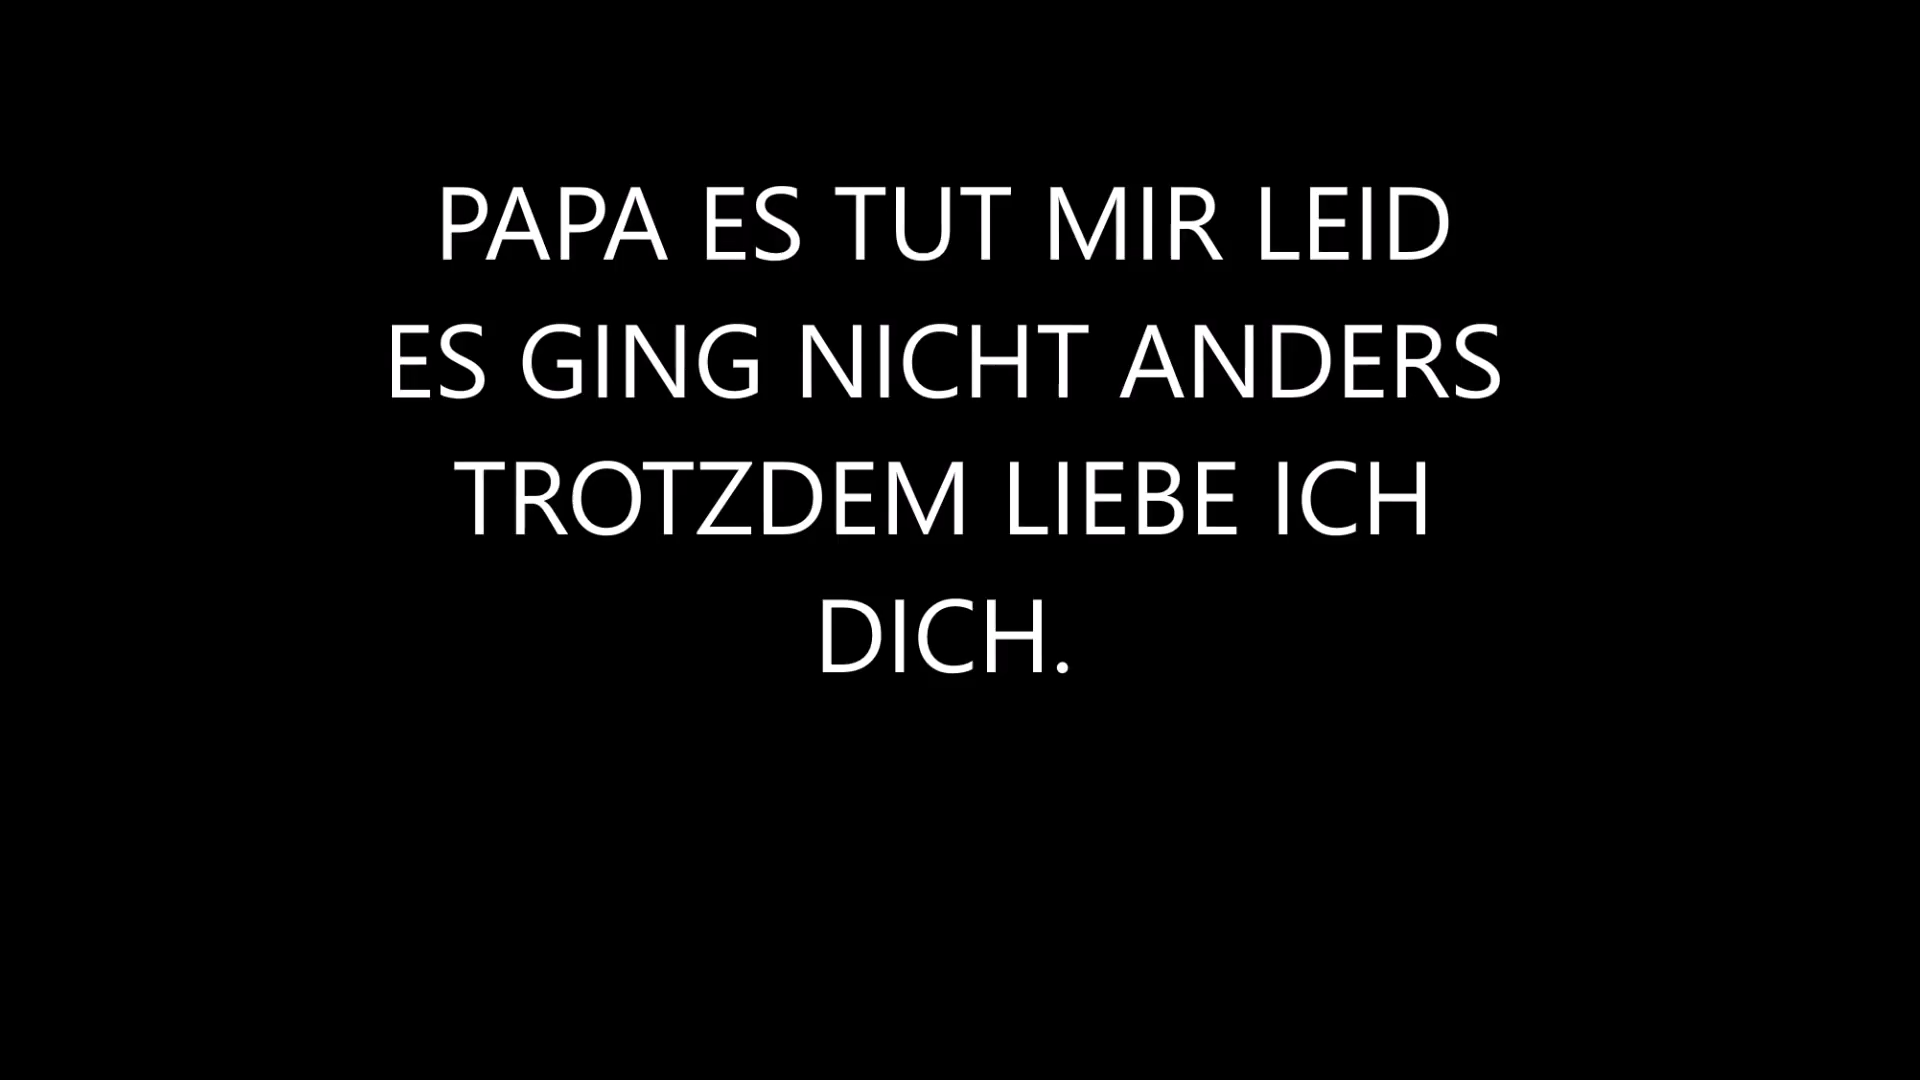 PAPA ES TUT MIR LEID
ES GING NICHT ANDERS
TROTZDEM LIEBE ICH
DICH.